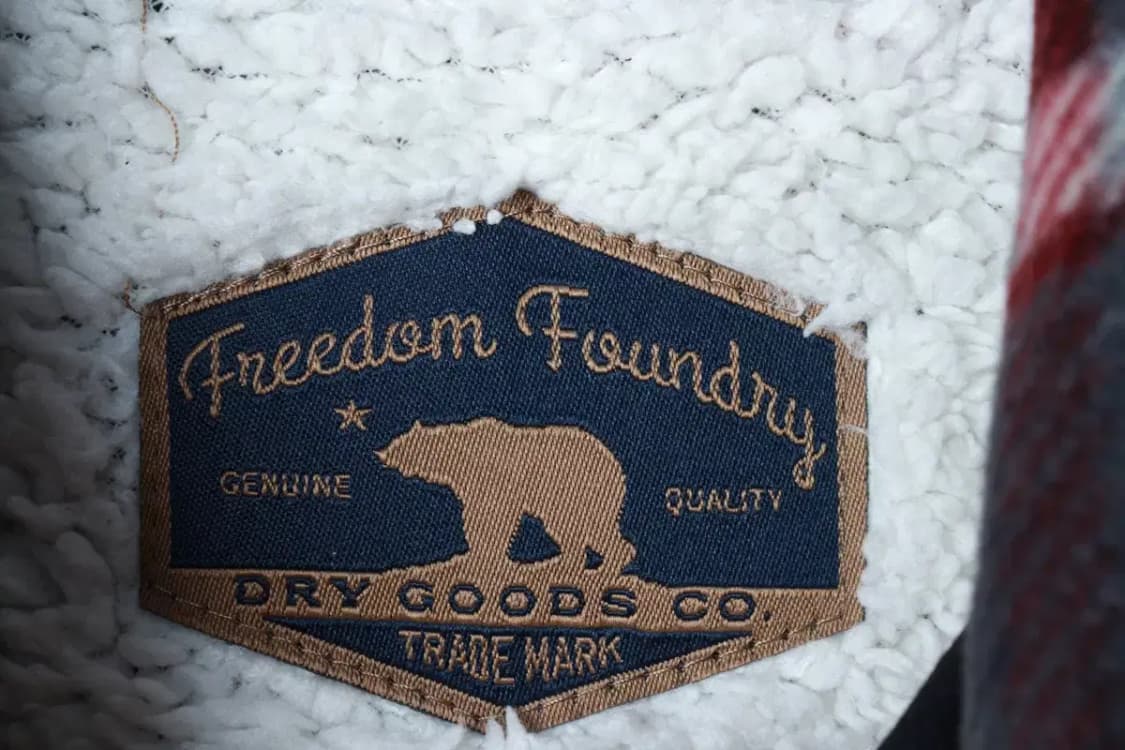 Freedom Foundry
GENUINE QUALITY
DRY GOODS CO.
TRADE MARK